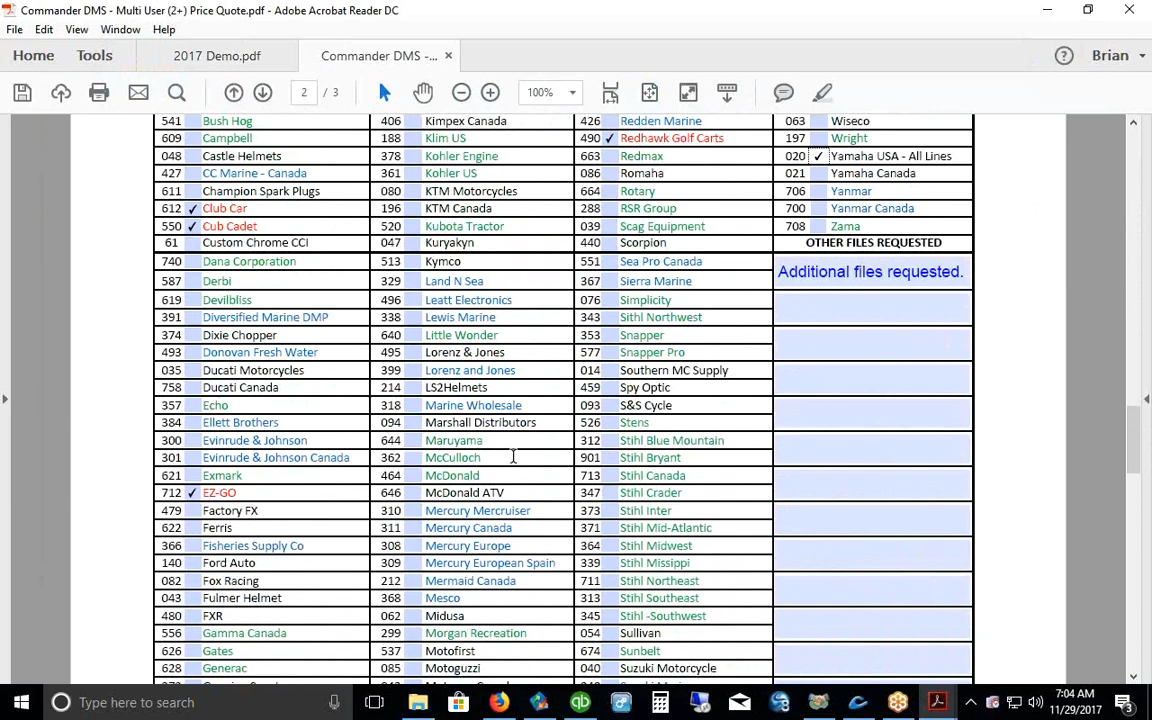 Commander DMS - Multi User (2+) Price Quote.pdf - Adobe Acrobat Reader DC
File Edit View Window Help
Home Tools 2017 Demo.pdf Commander DMS -... × Brian
2 / 3 100%
541 Bush Hog 406 Kimpex Canada 426 Redden Marine 063 Wiseco
609 Campbell 188 Klim US 490 ✓ Redhawk Golf Carts 197 Wright
048 Castle Helmets 378 Kohler Engine 663 Redmax 020 ✓ Yamaha USA - All Lines
427 CC Marine - Canada 361 Kohler US 086 Romaha 021 Yamaha Canada
611 Champion Spark Plugs 080 KTM Motorcycles 664 Rotary 706 Yanmar
612 ✓ Club Car 196 KTM Canada 288 RSR Group 700 Yanmar Canada
550 ✓ Cub Cadet 520 Kubota Tractor 039 Scag Equipment 708 Zama
61 Custom Chrome CCI 047 Kuryakyn 440 Scorpion OTHER FILES REQUESTED
740 Dana Corporation 513 Kymco 551 Sea Pro Canada Additional files requested.
587 Derbi 329 Land N Sea 367 Sierra Marine
619 Devilbliss 496 Leatt Electronics 076 Simplicity
391 Diversified Marine DMP 338 Lewis Marine 343 Sithl Northwest
374 Dixie Chopper 640 Little Wonder 353 Snapper
493 Donovan Fresh Water 495 Lorenz & Jones 577 Snapper Pro
035 Ducati Motorcycles 399 Lorenz and Jones 014 Southern MC Supply
758 Ducati Canada 214 LS2Helmets 459 Spy Optic
357 Echo 318 Marine Wholesale 093 S&S Cycle
384 Ellett Brothers 094 Marshall Distributors 526 Stens
300 Evinrude & Johnson 644 Maruyama 312 Stihl Blue Mountain
301 Evinrude & Johnson Canada 362 McCulloch 901 Stihl Bryant
621 Exmark 464 McDonald 713 Stihl Canada
712 ✓ EZ-GO 646 McDonald ATV 347 Stihl Crader
479 Factory FX 310 Mercury Mercruiser 373 Stihl Inter
622 Ferris 311 Mercury Canada 371 Stihl Mid-Atlantic
366 Fisheries Supply Co 308 Mercury Europe 364 Stihl Midwest
140 Ford Auto 309 Mercury European Spain 339 Stihl Missippi
082 Fox Racing 212 Mermaid Canada 711 Stihl Northeast
043 Fulmer Helmet 368 Mesco 313 Stihl Southeast
480 FXR 062 Midusa 345 Stihl -Southwest
556 Gamma Canada 299 Morgan Recreation 054 Sullivan
626 Gates 537 Motofirst 674 Sunbelt
628 Generac 085 Motoguzzi 040 Suzuki Motorcycle
Type here to search
7:04 AM
11/29/2017
3